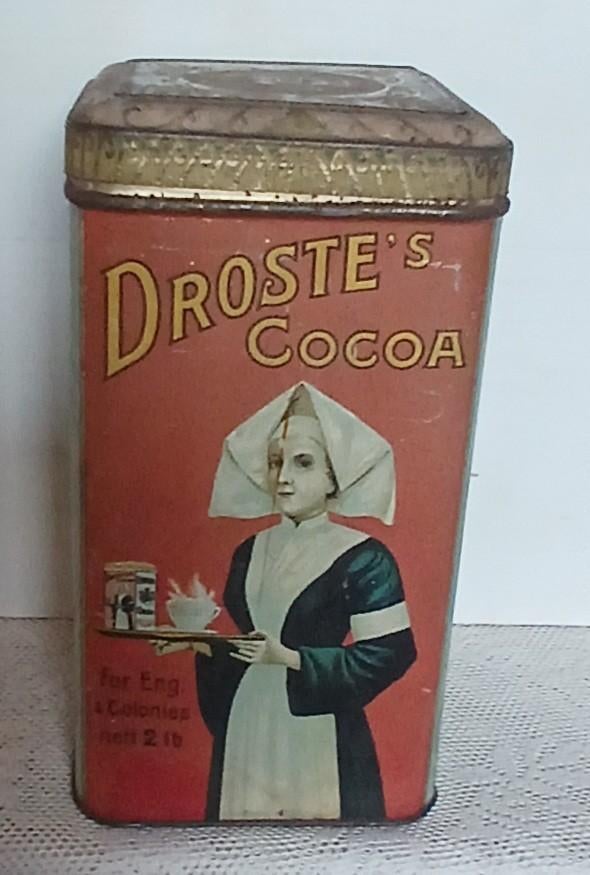 DROSTE'S
COCOA
for Eng.
& Colonies
nett 2 lb